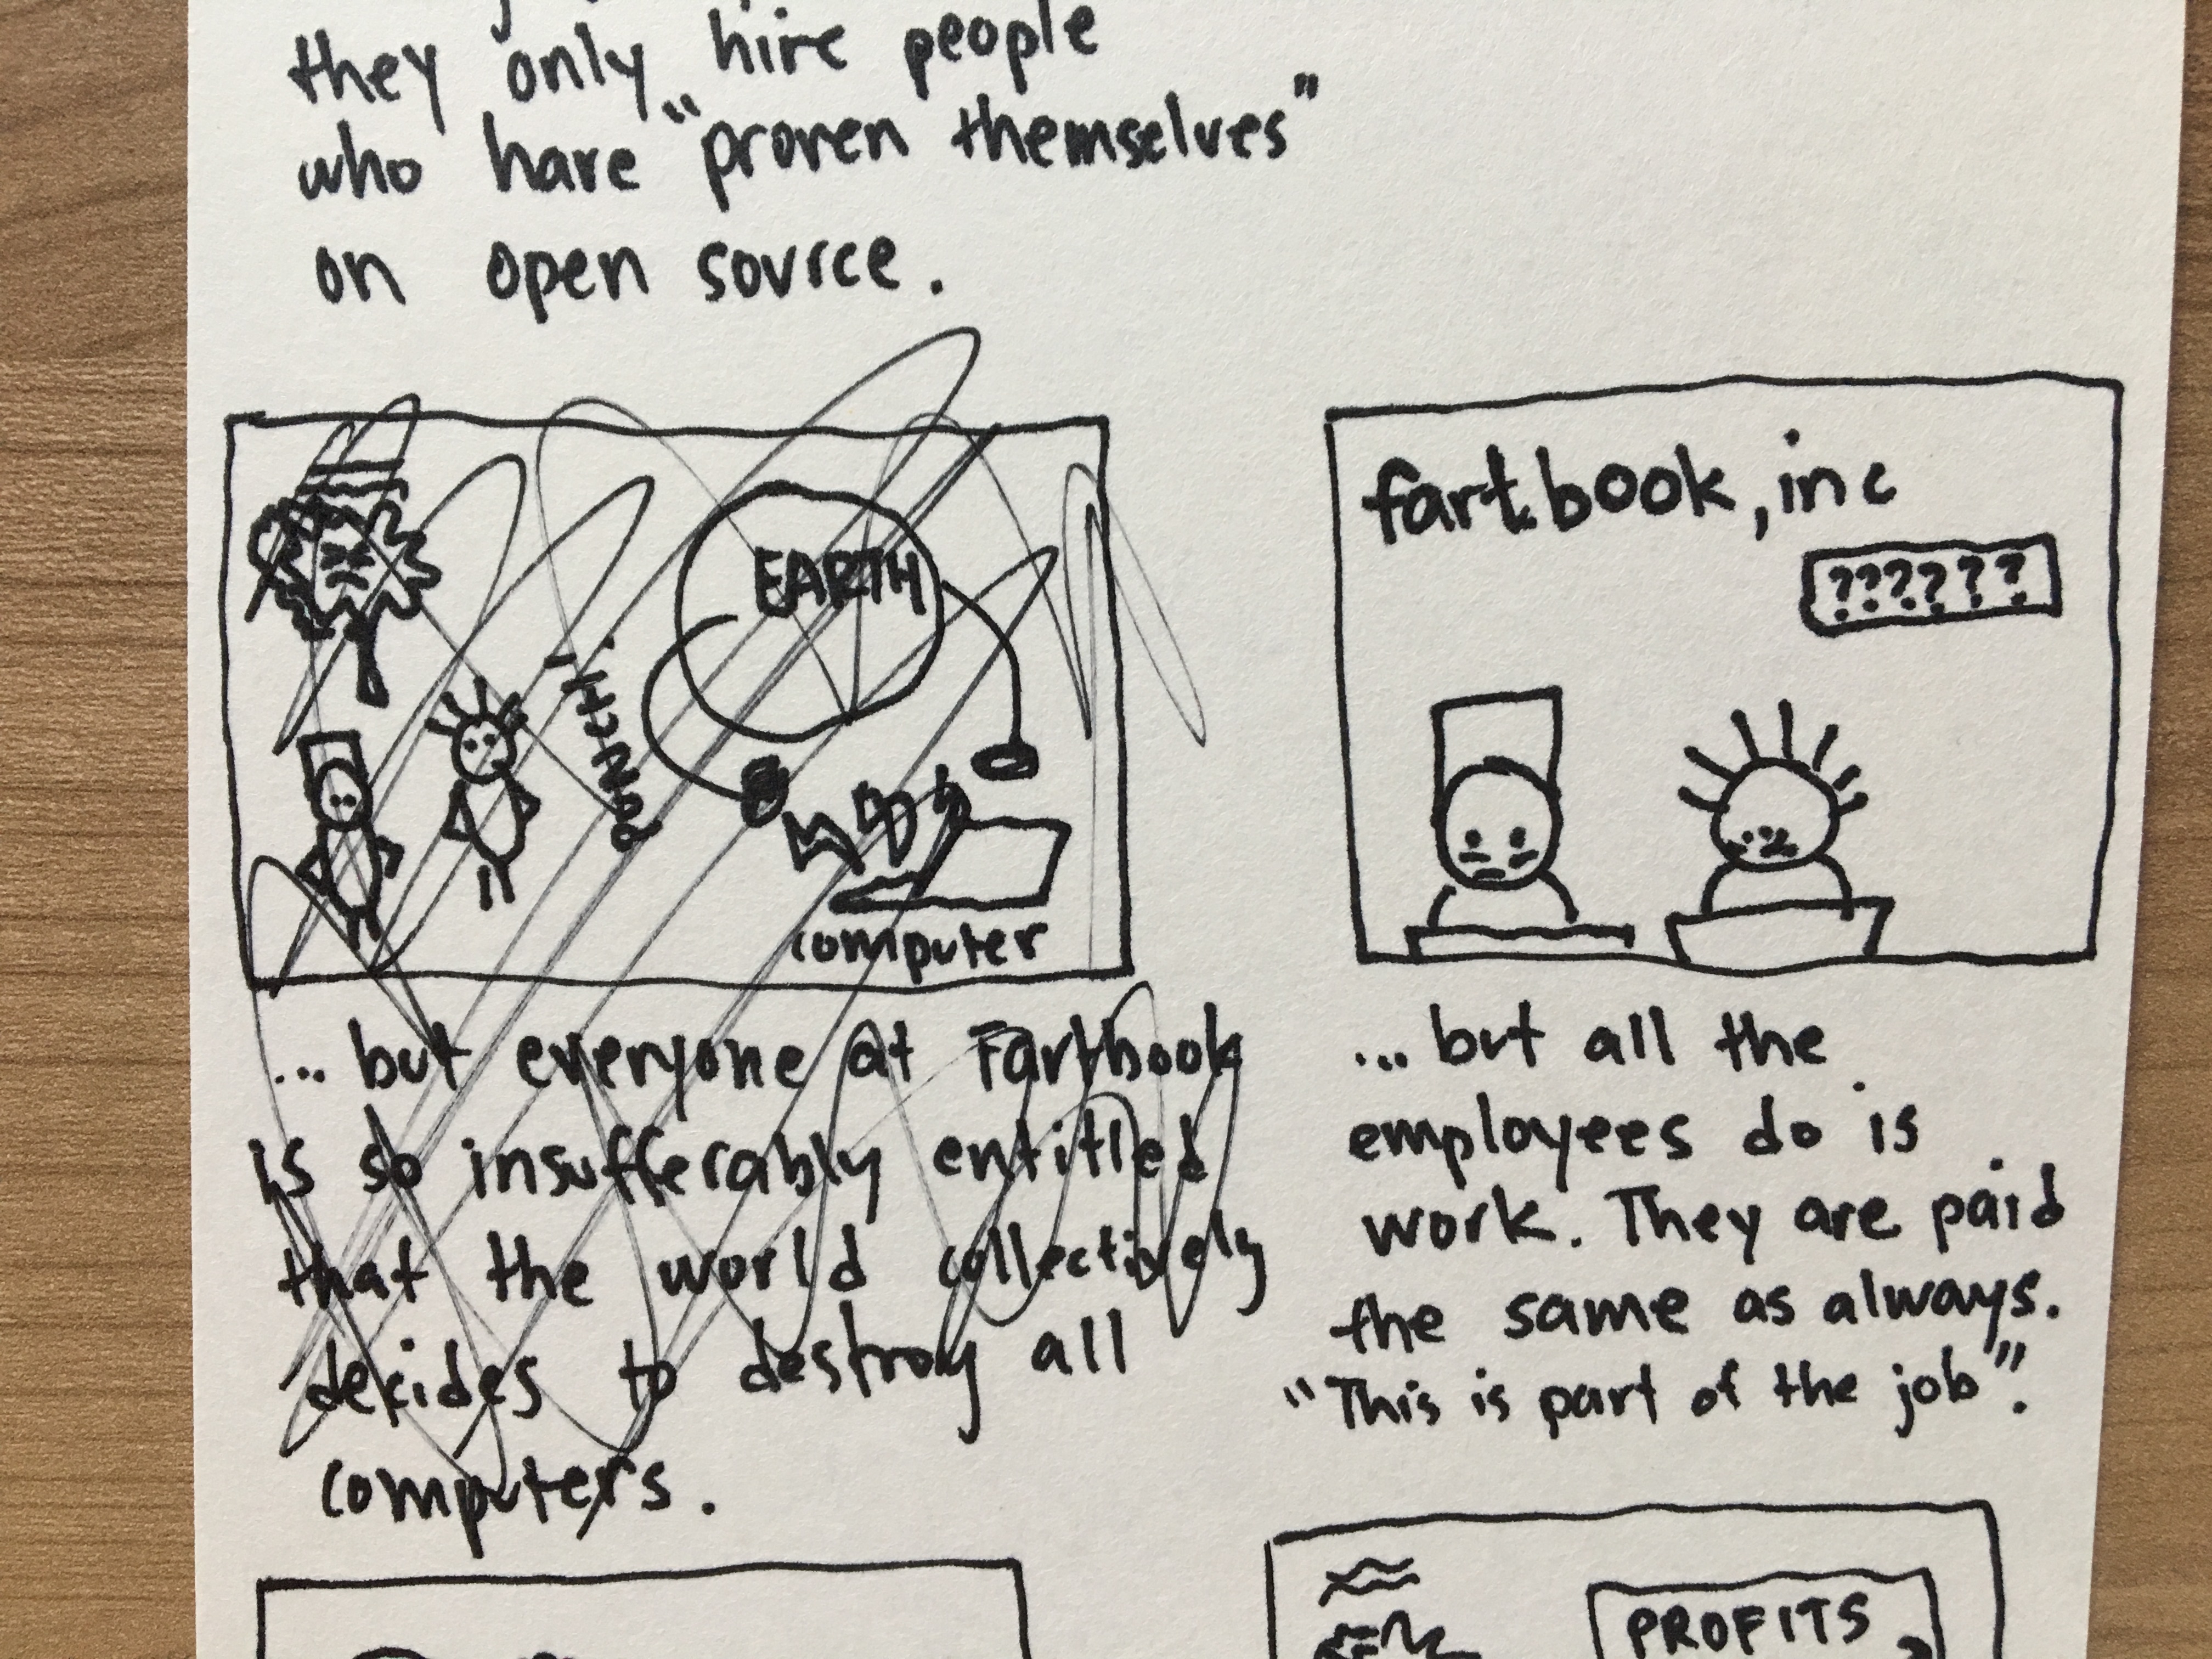 they only hire people
who have "proven themselves"
on open source.
EARTH
PUNCH!!
computer
... but everyone at Fartbook
is so insufferably entitled
that the world collectively
decides to destroy all
computers.
fartbook, inc
??????
... but all the
employees do is
work. They are paid
the same as always.
"This is part of the job".
PROFITS